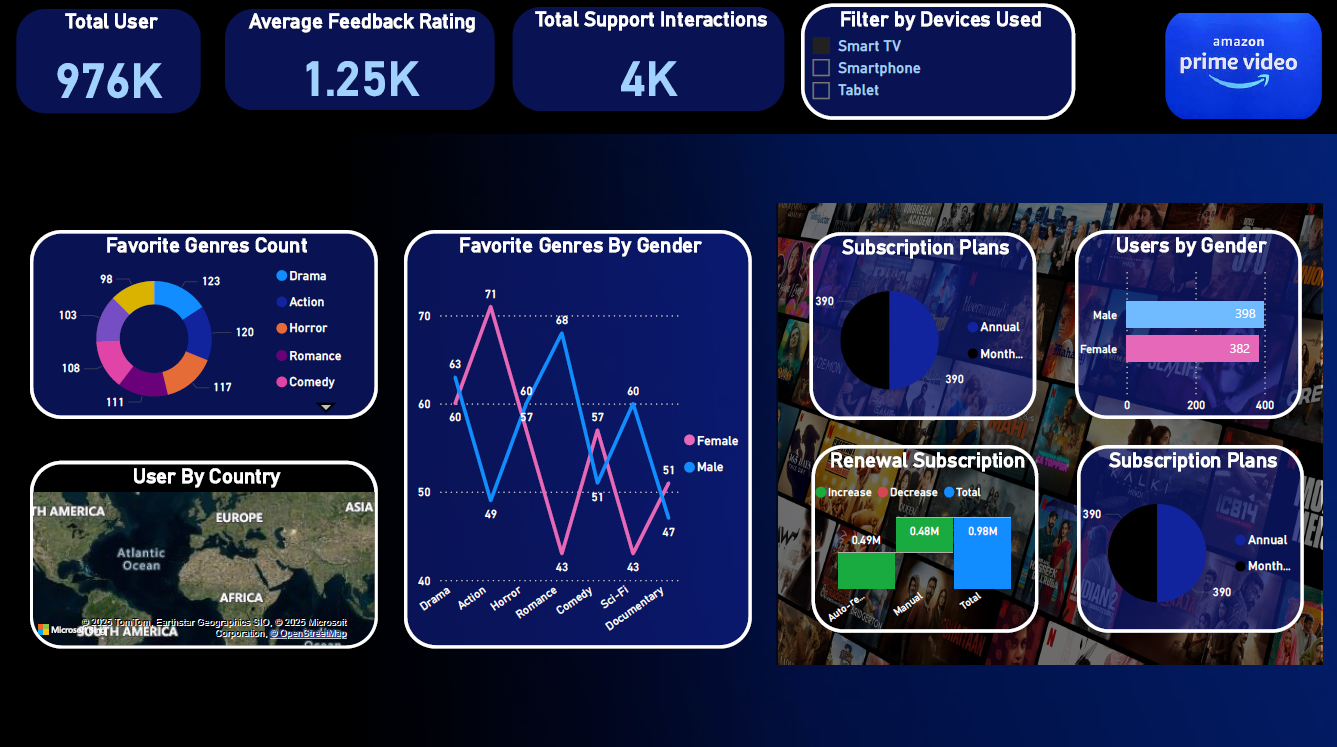 Total User
976K
Average Feedback Rating
1.25K
Total Support Interactions
4K
Filter by Devices Used
Smart TV
Smartphone
Tablet
amazon
prime video
Favorite Genres Count
98
123
103
120
108
117
111
Drama
Action
Horror
Romance
Comedy
User By Country
TH AMERICA
EUROPE
ASIA
Atlantic
Ocean
AFRICA
SOUTH AMERICA
Ocean
Microsoft
© 2025 TomTom, Earthstar Geographics SIO, © 2025 Microsoft
Corporation, © OpenStreetMap
Favorite Genres By Gender
70
60
50
40
63
60
71
49
60
57
68
43
57
51
60
43
51
47
Drama
Action
Horror
Romance
Comedy
Sci-Fi
Documentary
Female
Male
Subscription Plans
390
390
Annual
Month...
Users by Gender
Male
398
Female
382
0
200
400
Renewal Subscription
Increase
Decrease
Total
0.49M
0.48M
0.98M
Auto-re...
Manual
Total
Subscription Plans
390
390
Annual
Month...